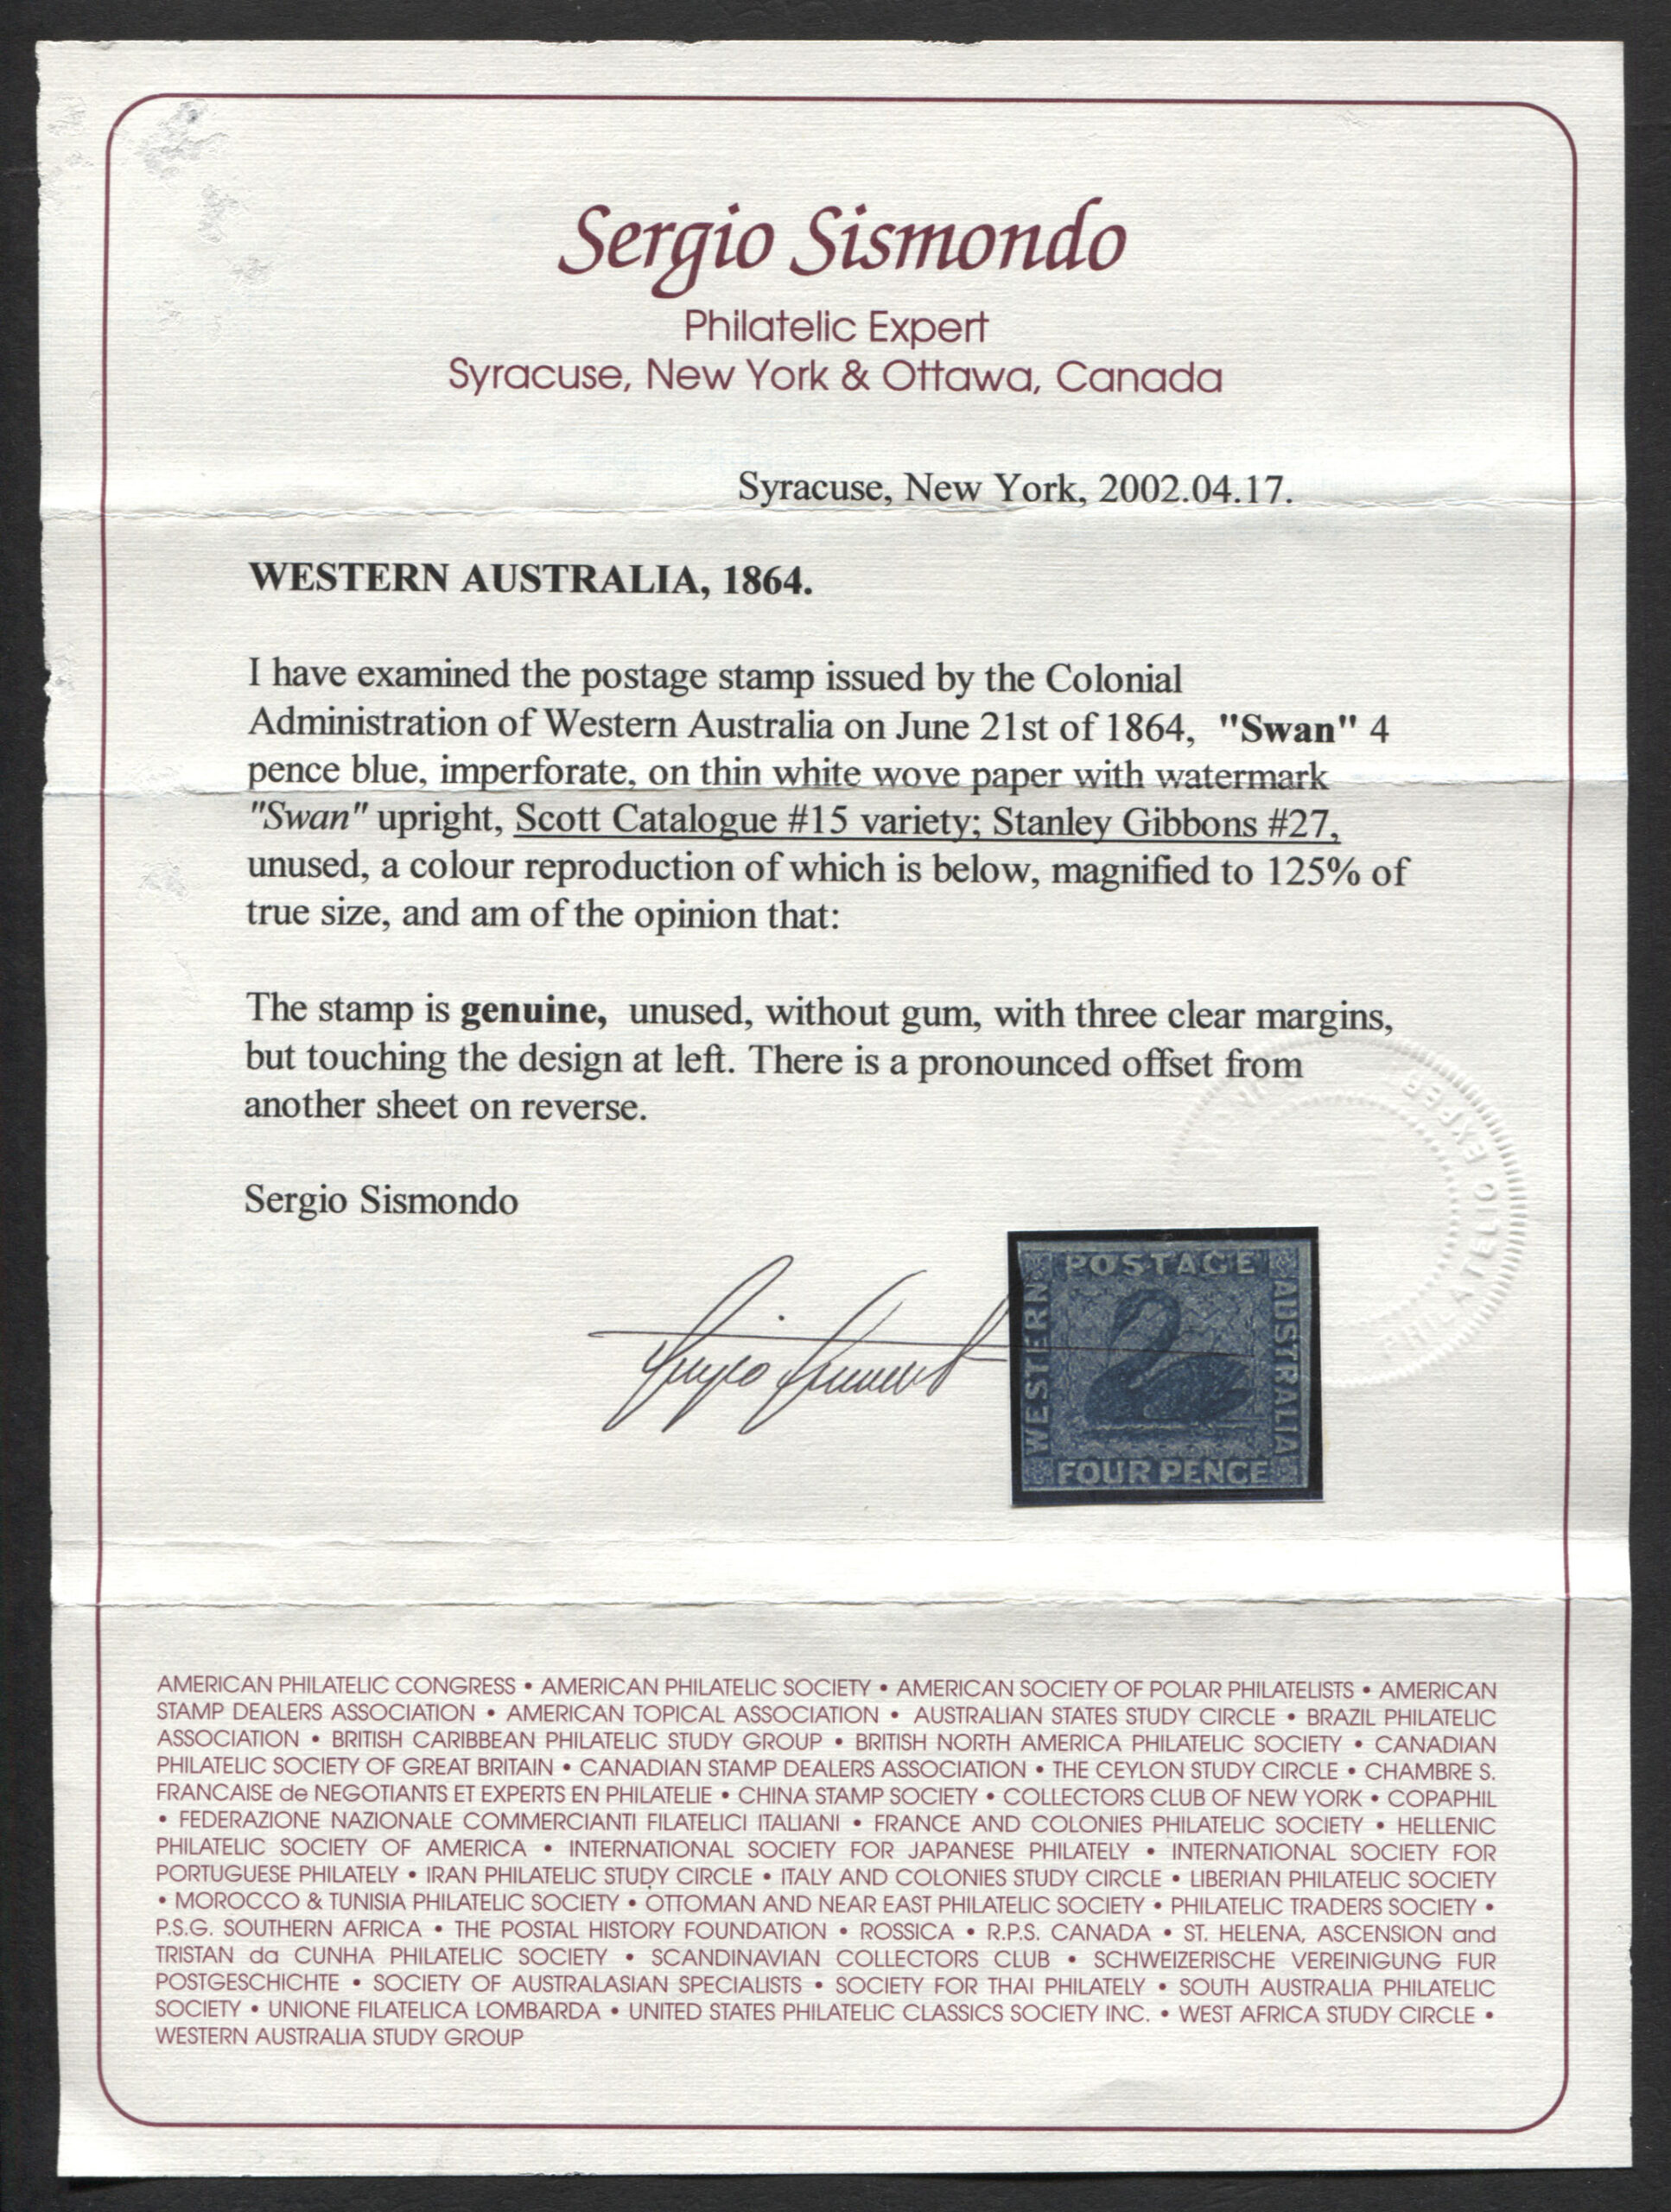 Sergio Sismondo
Philatelic Expert
Syracuse, New York & Ottawa, Canada
Syracuse, New York, 2002.04.17.
WESTERN AUSTRALIA, 1864.
I have examined the postage stamp issued by the Colonial
Administration of Western Australia on June 21st of 1864, "Swan" 4
pence blue, imperforate, on thin white wove paper with watermark
"Swan" upright, Scott Catalogue #15 variety; Stanley Gibbons #27,
unused, a colour reproduction of which is below, magnified to 125% of
true size, and am of the opinion that:
The stamp is genuine, unused, without gum, with three clear margins,
but touching the design at left. There is a pronounced offset from
another sheet on reverse.
Sergio Sismondo
POSTAGE
WESTERN
AUSTRALIA
FOUR PENCE
PHILATELIC
AMERICAN PHILATELIC CONGRESS • AMERICAN PHILATELIC SOCIETY • AMERICAN SOCIETY OF POLAR PHILATELISTS • AMERICAN
STAMP DEALERS ASSOCIATION • AMERICAN TOPICAL ASSOCIATION • AUSTRALIAN STATES STUDY CIRCLE • BRAZIL PHILATELIC
ASSOCIATION • BRITISH CARIBBEAN PHILATELIC STUDY GROUP • BRITISH NORTH AMERICA PHILATELIC SOCIETY • CANADIAN
PHILATELIC SOCIETY OF GREAT BRITAIN • CANADIAN STAMP DEALERS ASSOCIATION • THE CEYLON STUDY CIRCLE • CHAMBRE S.
FRANCAISE de NEGOTIANTS ET EXPERTS EN PHILATELIE • CHINA STAMP SOCIETY • COLLECTORS CLUB OF NEW YORK • COPAPHIL
• FEDERAZIONE NAZIONALE COMMERCIANTI FILATELICI ITALIANI • FRANCE AND COLONIES PHILATELIC SOCIETY • HELLENIC
PHILATELIC SOCIETY OF AMERICA • INTERNATIONAL SOCIETY FOR JAPANESE PHILATELY • INTERNATIONAL SOCIETY FOR
PORTUGUESE PHILATELY • IRAN PHILATELIC STUDY CIRCLE • ITALY AND COLONIES STUDY CIRCLE • LIBERIAN PHILATELIC SOCIETY
• MOROCCO & TUNISIA PHILATELIC SOCIETY • OTTOMAN AND NEAR EAST PHILATELIC SOCIETY • PHILATELIC TRADERS SOCIETY •
P.S.G. SOUTHERN AFRICA • THE POSTAL HISTORY FOUNDATION • ROSSICA • R.P.S. CANADA • ST. HELENA, ASCENSION and
TRISTAN da CUNHA PHILATELIC SOCIETY • SCANDINAVIAN COLLECTORS CLUB • SCHWEIZERISCHE VEREINIGUNG FUR
POSTGESCHICHTE • SOCIETY OF AUSTRALASIAN SPECIALISTS • SOCIETY FOR THAI PHILATELY • SOUTH AUSTRALIA PHILATELIC
SOCIETY • UNIONE FILATELICA LOMBARDA • UNITED STATES PHILATELIC CLASSICS SOCIETY INC. • WEST AFRICA STUDY CIRCLE •
WESTERN AUSTRALIA STUDY GROUP